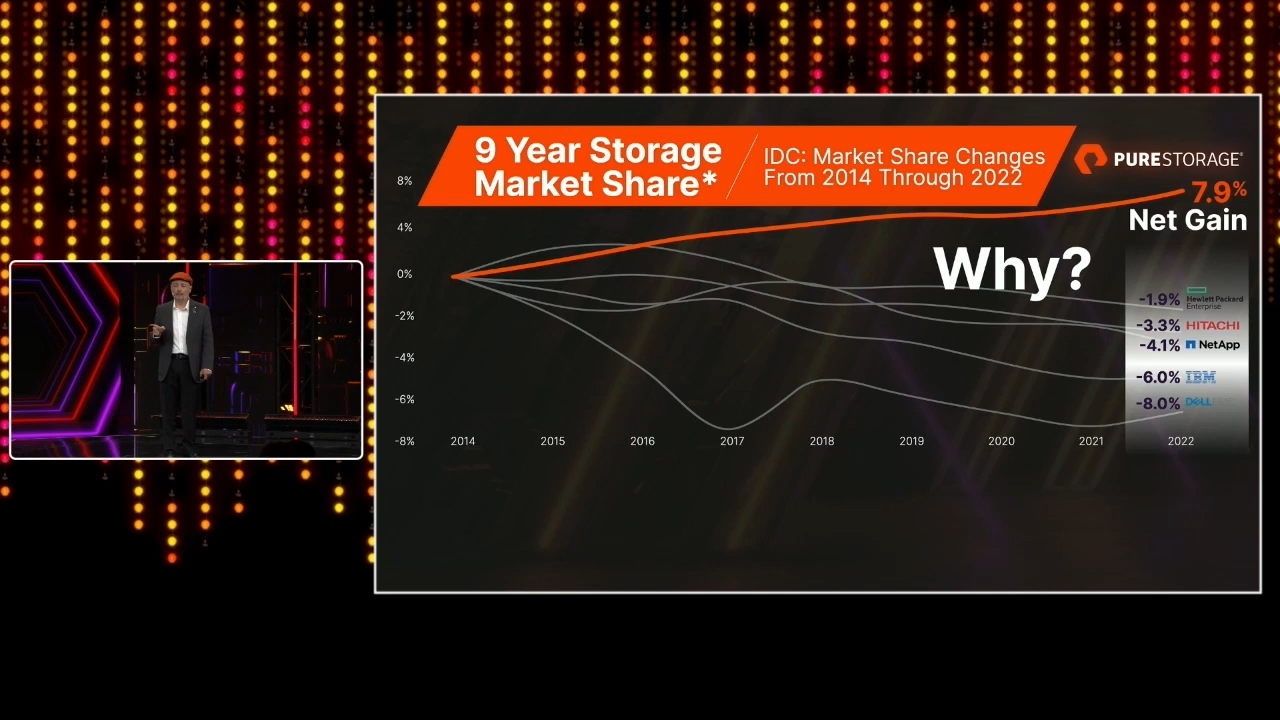 9 Year Storage
Market Share*
IDC: Market Share Changes
From 2014 Through 2022
PURESTORAGE®
7.9%
Net Gain
Why?
8%
4%
0%
-2%
-4%
-6%
-8%
-1.9% Hewlett Packard
Enterprise
-3.3% HITACHI
-4.1% NetApp
-6.0% IBM
-8.0% DELL
2014 2015 2016 2017 2018 2019 2020 2021 2022